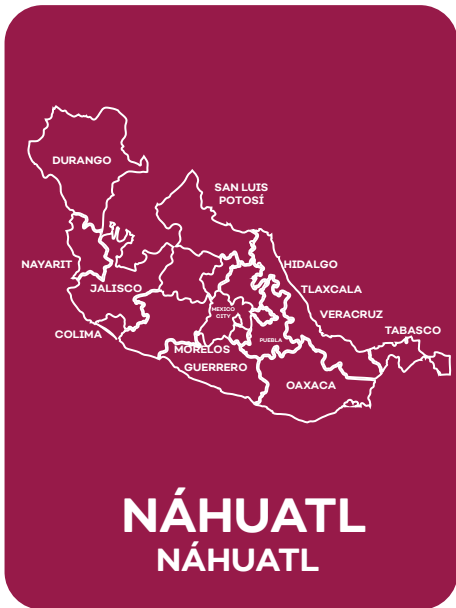 DURANGO
SAN LUIS
POTOSÍ
NAYARIT
HIDALGO
JALISCO
TLAXCALA
MEXICO
CITY
VERACRUZ
COLIMA
TABASCO
MORELOS
PUEBLA
GUERRERO
OAXACA
NÁHUATL
NÁHUATL